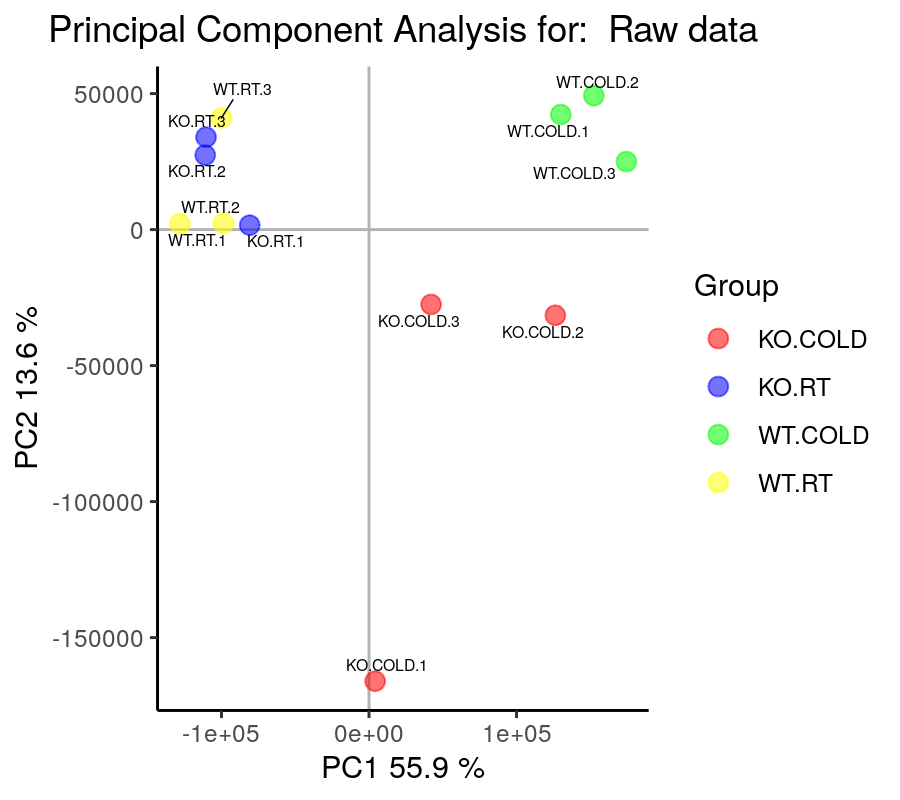 Principal Component Analysis for:  Raw data
WT.COLD.2
WT.RT.3
50000
KO.RT.3
WT.COLD.1
KO.RT.2
WT.COLD.3
WT.RT.2
0
WT.RT.1
KO.RT.1
Group
KO.COLD.3
KO.COLD.2
KO.COLD
-50000
KO.RT
PC2 13.6 %
WT.COLD
WT.RT
-100000
-150000
KO.COLD.1
-1e+05
0e+00
1e+05
PC1 55.9 %